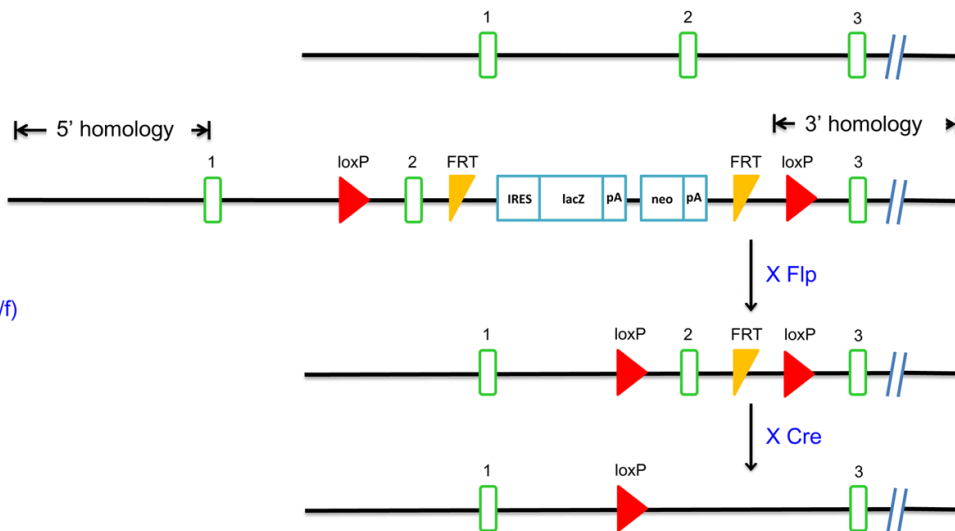 1 2 3
5’ homology 3’ homology
1 loxP 2 FRT FRT loxP 3
IRES lacZ pA neo pA
X Flp
/f)
1 loxP 2 FRT loxP 3
X Cre
1 loxP 3